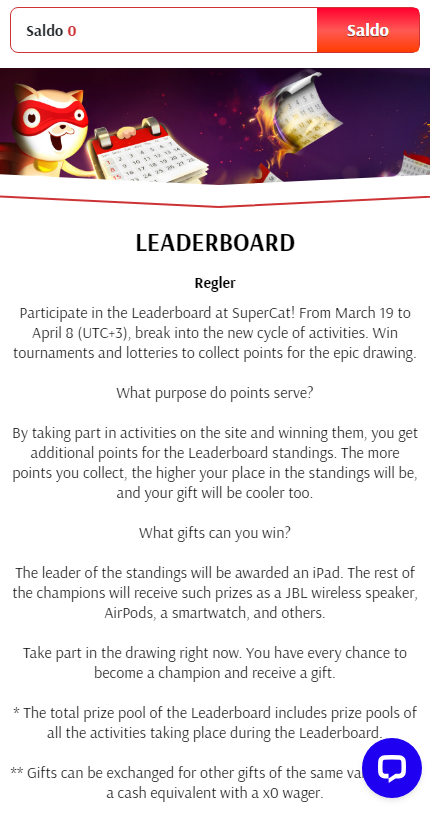 Saldo 0
Saldo
LEADERBOARD
Regler
Participate in the Leaderboard at SuperCat! From March 19 to
April 8 (UTC+3), break into the new cycle of activities. Win
tournaments and lotteries to collect points for the epic drawing.
What purpose do points serve?
By taking part in activities on the site and winning them, you get
additional points for the Leaderboard standings. The more
points you collect, the higher your place in the standings will be,
and your gift will be cooler too.
What gifts can you win?
The leader of the standings will be awarded an iPad. The rest of
the champions will receive such prizes as a JBL wireless speaker,
AirPods, a smartwatch, and others.
Take part in the drawing right now. You have every chance to
become a champion and receive a gift.
* The total prize pool of the Leaderboard includes prize pools of
all the activities taking place during the Leaderboard.
** Gifts can be exchanged for other gifts of the same
a cash equivalent with a x0 wager.